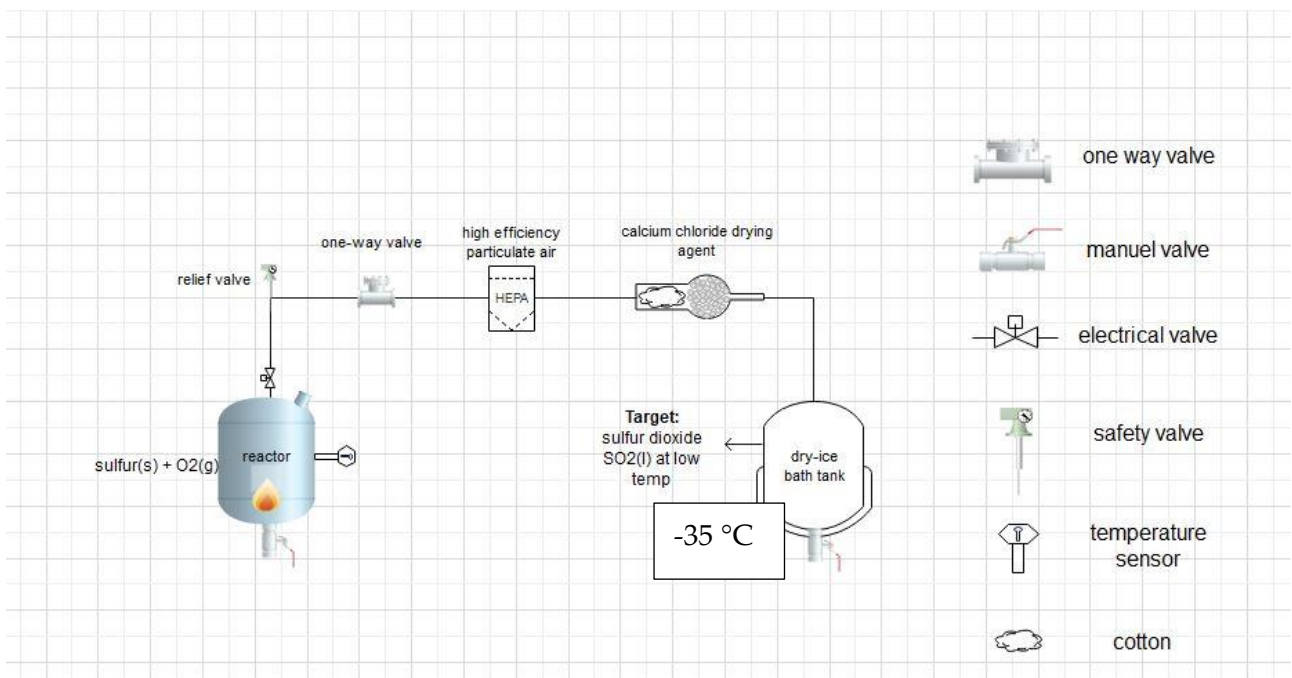 one way valve
manuel valve
electrical valve
safety valve
temperature
sensor
cotton
relief valve
one-way valve
high efficiency
particulate air
HEPA
calcium chloride drying
agent
sulfur(s) + O2(g)
reactor
Target:
sulfur dioxide
SO2(l) at low
temp
dry-ice
bath tank
-35 °C